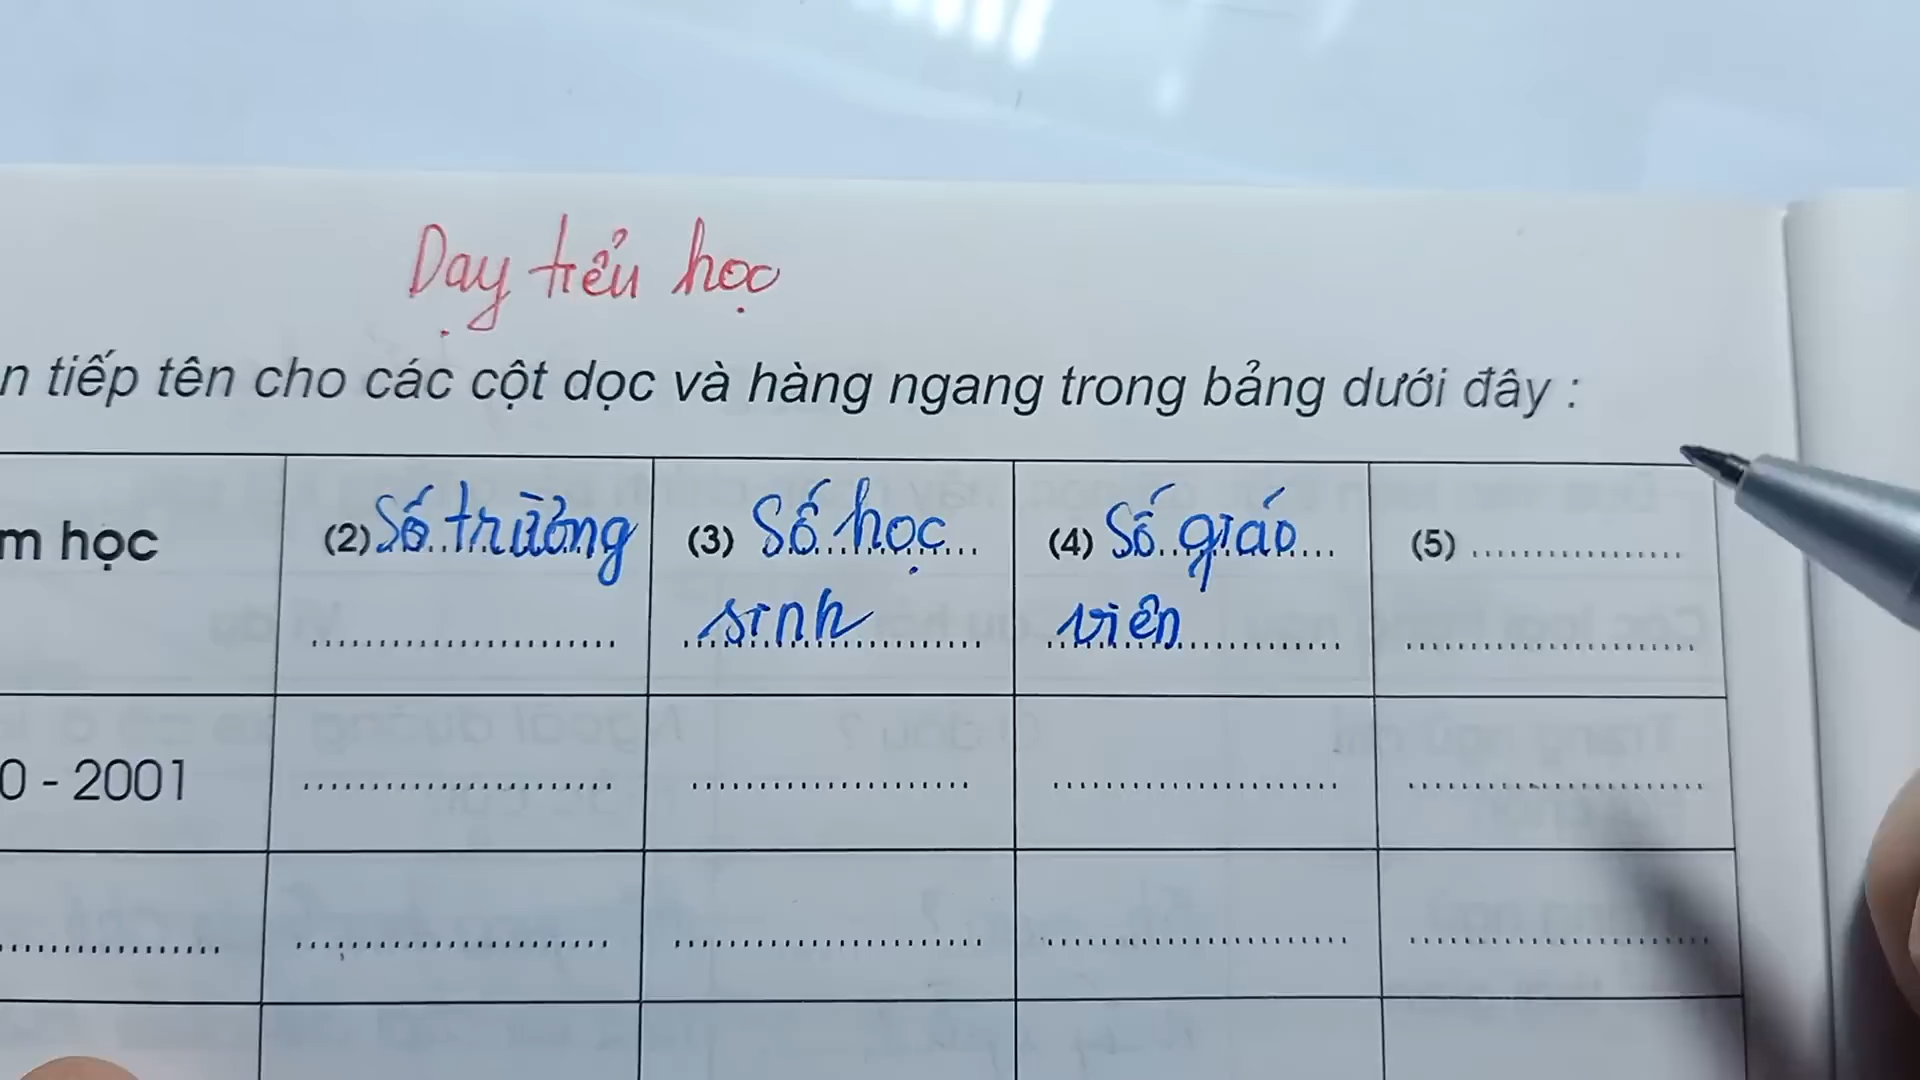 Dạy tiểu học
n tiếp tên cho các cột dọc và hàng ngang trong bảng dưới đây :
m học (2) Số trường (3) Số học sinh (4) Số giáo viên (5)
0 - 2001